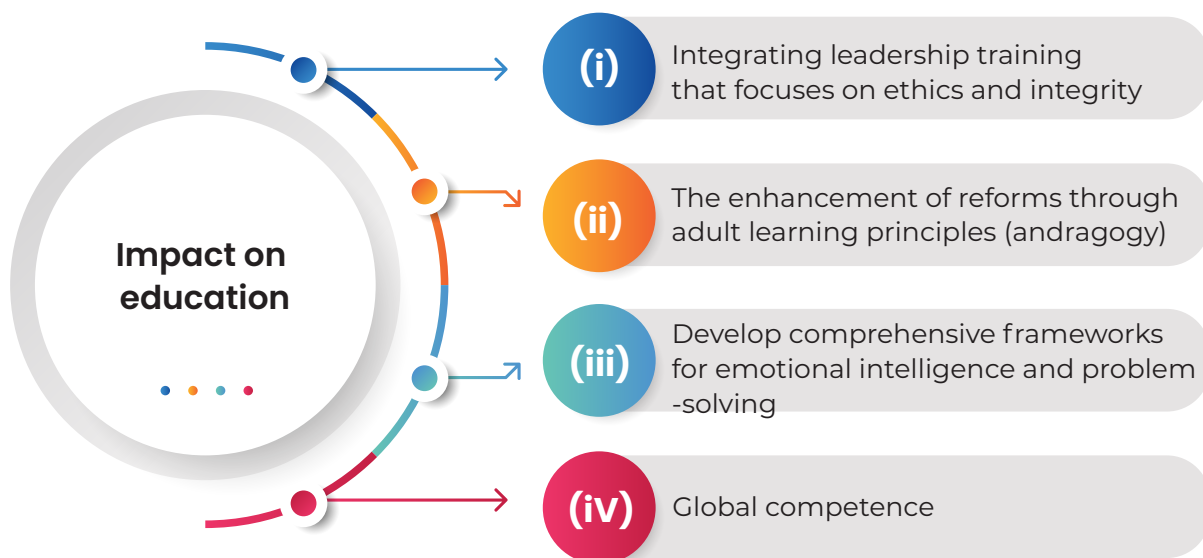 Impact on
education
(i)
Integrating leadership training
that focuses on ethics and integrity
(ii)
The enhancement of reforms through
adult learning principles (andragogy)
(iii)
Develop comprehensive frameworks
for emotional intelligence and problem
-solving
(iv)
Global competence